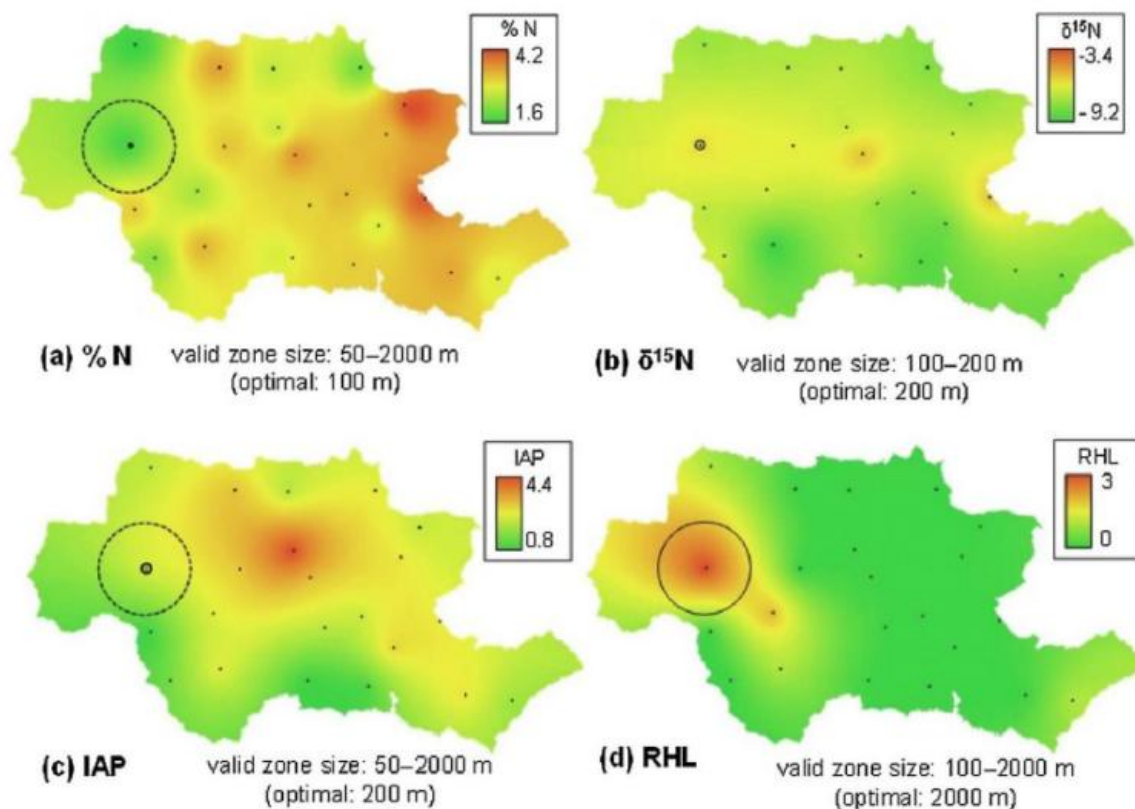 % N
4.2
1.6
δ¹⁵N
-3.4
-9.2
(a) % N
valid zone size: 50–2000 m
(optimal: 100 m)
(b) δ¹⁵N
valid zone size: 100–200 m
(optimal: 200 m)
IAP
4.4
0.8
RHL
3
0
(c) IAP
valid zone size: 50–2000 m
(optimal: 200 m)
(d) RHL
valid zone size: 100–2000 m
(optimal: 2000 m)